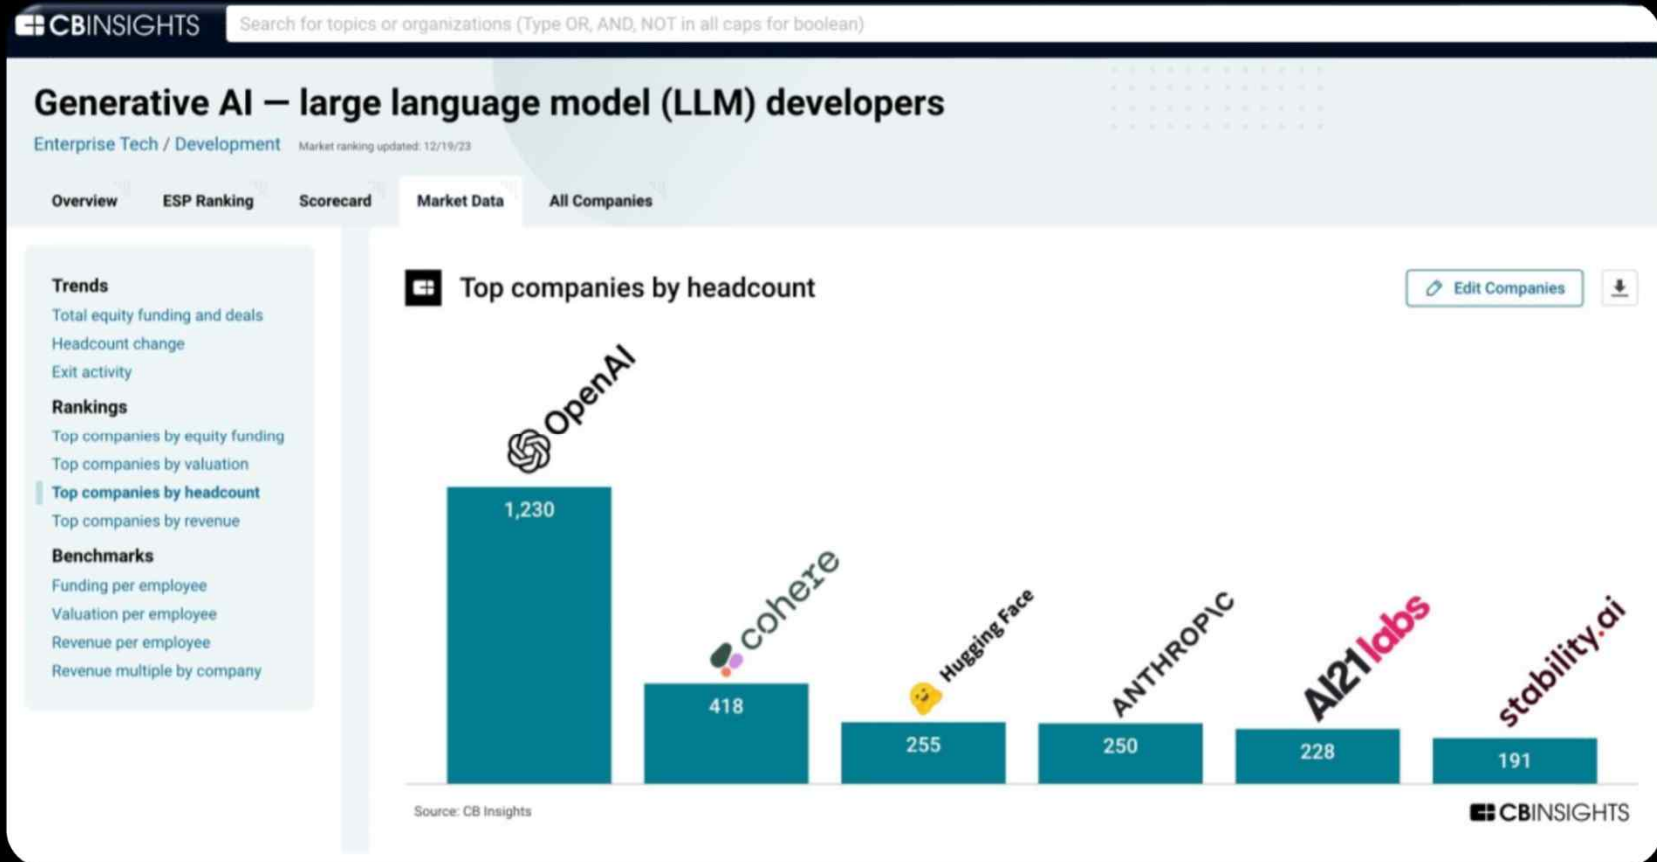 CBINSIGHTS
Search for topics or organizations (Type OR, AND, NOT in all caps for boolean)
Generative AI — large language model (LLM) developers
Enterprise Tech / Development Market ranking updated: 12/19/23
Overview ESP Ranking Scorecard Market Data All Companies
Trends
Total equity funding and deals
Headcount change
Exit activity
Rankings
Top companies by equity funding
Top companies by valuation
Top companies by headcount
Top companies by revenue
Benchmarks
Funding per employee
Valuation per employee
Revenue per employee
Revenue multiple by company
Top companies by headcount
Edit Companies
OpenAI
1,230
cohere
418
Hugging Face
255
ANTHROP\C
250
AI21labs
228
stability.ai
191
Source: CB Insights
CBINSIGHTS